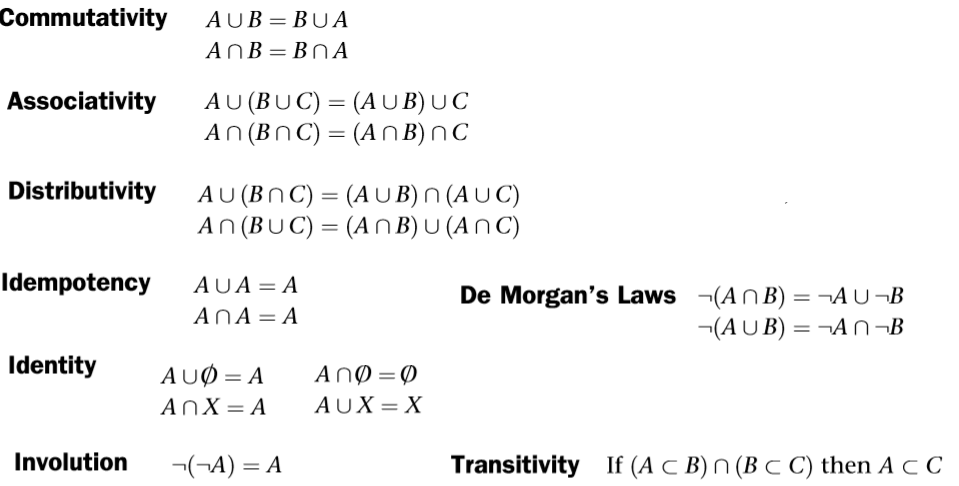 Commutativity A ∪ B = B ∪ A
A ∩ B = B ∩ A
Associativity A ∪ (B ∪ C) = (A ∪ B) ∪ C
A ∩ (B ∩ C) = (A ∩ B) ∩ C
Distributivity A ∪ (B ∩ C) = (A ∪ B) ∩ (A ∪ C)
A ∩ (B ∪ C) = (A ∩ B) ∪ (A ∩ C)
Idempotency A ∪ A = A
A ∩ A = A
De Morgan's Laws ¬(A ∩ B) = ¬A ∪ ¬B
¬(A ∪ B) = ¬A ∩ ¬B
Identity A ∪ Ø = A A ∩ Ø = Ø
A ∩ X = A A ∪ X = X
Involution ¬(¬A) = A
Transitivity If (A ⊂ B) ∩ (B ⊂ C) then A ⊂ C